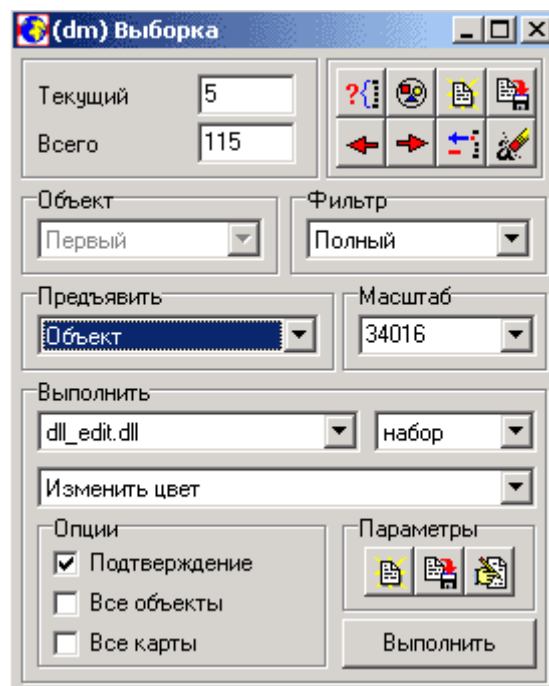 (dm) Выборка
Текущий 5
Всего 115
Объект Фильтр
Первый Полный
Предъявить Масштаб
Объект 34016
Выполнить
dll_edit.dll набор
Изменить цвет
Опции Параметры
Подтверждение
Все объекты
Все карты Выполнить